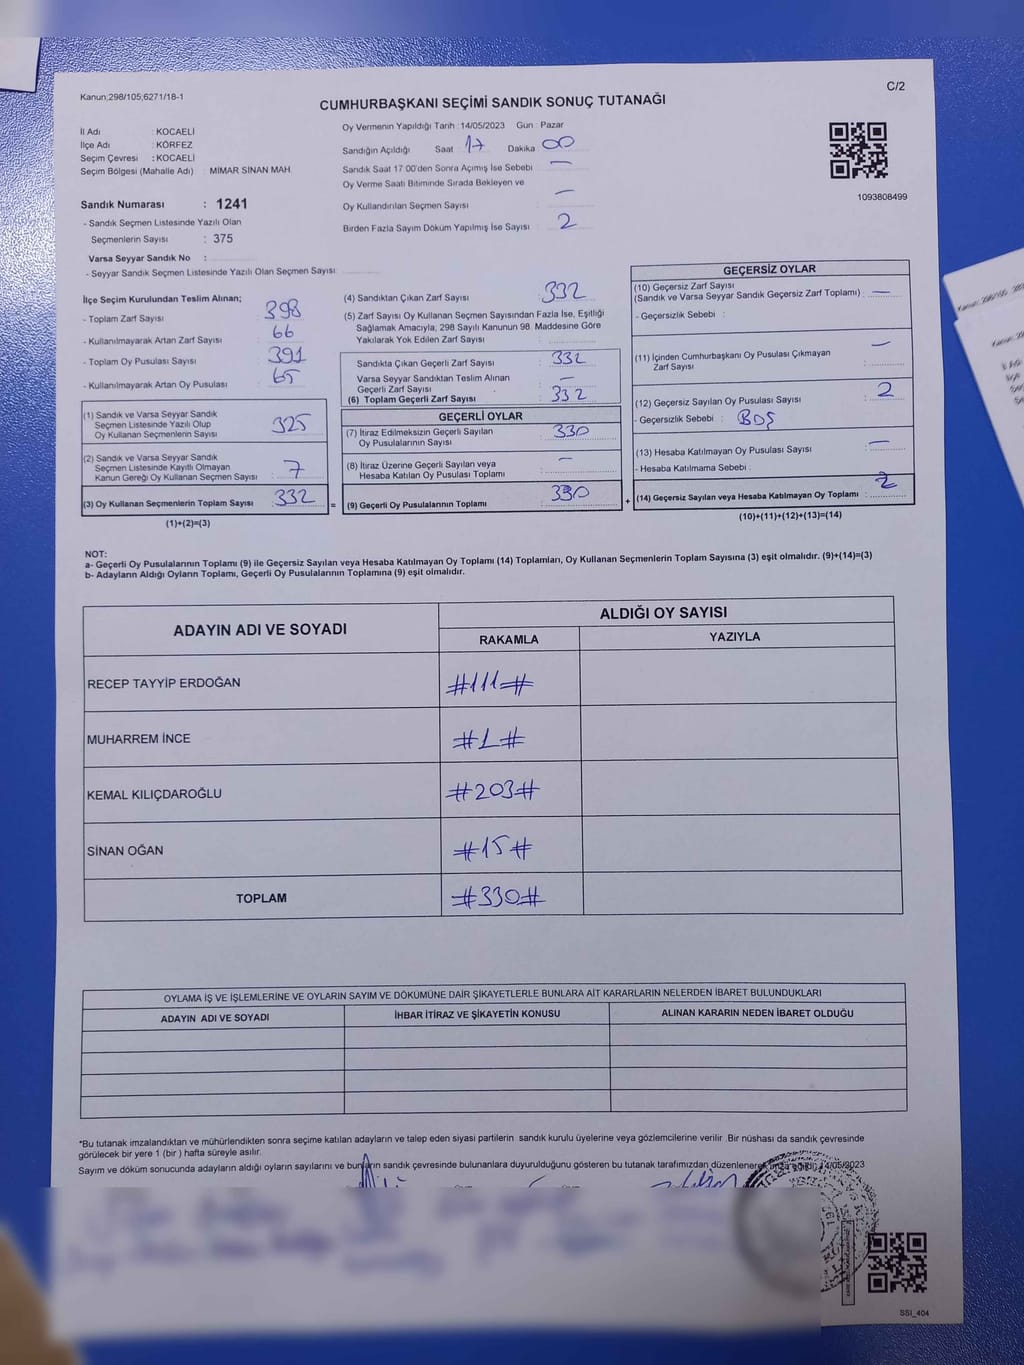 Kanun;298/105;6271/18-1
C/2
CUMHURBAŞKANI SEÇİMİ SANDIK SONUÇ TUTANAĞI
İl Adı : KOCAELİ
İlçe Adı : KÖRFEZ
Seçim Çevresi : KOCAELİ
Seçim Bölgesi (Mahalle Adı) : MİMAR SİNAN MAH
Sandık Numarası : 1241
- Sandık Seçmen Listesinde Yazılı Olan
Seçmenlerin Sayısı : 375
Varsa Seyyar Sandık No :
- Seyyar Sandık Seçmen Listesinde Yazılı Olan Seçmen Sayısı:
Oy Vermenin Yapıldığı Tarih :14/05/2023 Gün : Pazar
Sandığın Açıldığı Saat 17 Dakika 00
Sandık Saat 17:00'den Sonra Açımış İse Sebebi : —
Oy Verme Saati Bitiminde Sırada Bekleyen ve
Oy Kullandırılan Seçmen Sayısı : —
Birden Fazla Sayım Döküm Yapılmış İse Sayısı : 2
1093808499
İlçe Seçim Kurulundan Teslim Alınan;
- Toplam Zarf Sayısı : 398
- Kullanılmayarak Artan Zarf Sayısı : 66
- Toplam Oy Pusulası Sayısı : 391
- Kullanılmayarak Artan Oy Pusulası : 65
(1) Sandık ve Varsa Seyyar Sandık
Seçmen Listesinde Yazılı Olup
Oy Kullanan Seçmenlerin Sayısı : 325
(2) Sandık ve Varsa Seyyar Sandık
Seçmen Listesinde Kayıtlı Olmayan
Kanun Gereği Oy Kullanan Seçmen Sayısı : 7
(3) Oy Kullanan Seçmenlerin Toplam Sayısı : 332
(1)+(2)=(3)
=
(4) Sandıktan Çıkan Zarf Sayısı : 332
(5) Zarf Sayısı Oy Kullanan Seçmen Sayısından Fazla İse, Eşitliği
Sağlamak Amacıyla, 298 Sayılı Kanunun 98. Maddesine Göre
Yakılarak Yok Edilen Zarf Sayısı :
Sandıkta Çıkan Geçerli Zarf Sayısı : 332
Varsa Seyyar Sandıktan Teslim Alınan
Geçerli Zarf Sayısı : —
(6) Toplam Geçerli Zarf Sayısı : 332
GEÇERLİ OYLAR
(7) İtiraz Edilmeksizin Geçerli Sayılan
Oy Pusulalarının Sayısı : 330
(8) İtiraz Üzerine Geçerli Sayılan veya
Hesaba Katılan Oy Pusulası Toplamı : —
(9) Geçerli Oy Pusulalarının Toplamı : 330
+
GEÇERSİZ OYLAR
(10) Geçersiz Zarf Sayısı
(Sandık ve Varsa Seyyar Sandık Geçersiz Zarf Toplamı) : —
- Geçersizlik Sebebi :
(11) İçinden Cumhurbaşkanı Oy Pusulası Çıkmayan
Zarf Sayısı : —
(12) Geçersiz Sayılan Oy Pusulası Sayısı : 2
- Geçersizlik Sebebi : BOŞ
(13) Hesaba Katılmayan Oy Pusulası Sayısı : —
- Hesaba Katılmama Sebebi :
(14) Geçersiz Sayılan veya Hesaba Katılmayan Oy Toplamı : 2
(10)+(11)+(12)+(13)=(14)
NOT:
a- Geçerli Oy Pusulalarının Toplamı (9) ile Geçersiz Sayılan veya Hesaba Katılmayan Oy Toplamı (14) Toplamları, Oy Kullanan Seçmenlerin Toplam Sayısına (3) eşit olmalıdır. (9)+(14)=(3)
b- Adayların Aldığı Oyların Toplamı, Geçerli Oy Pusulalarının Toplamına (9) eşit olmalıdır.
ADAYIN ADI VE SOYADI
ALDIĞI OY SAYISI
RAKAMLA YAZIYLA
RECEP TAYYİP ERDOĞAN #111#
MUHARREM İNCE #1#
KEMAL KILIÇDAROĞLU #203#
SİNAN OĞAN #15#
TOPLAM #330#
OYLAMA İŞ VE İŞLEMLERİNE VE OYLARIN SAYIM VE DÖKÜMÜNE DAİR ŞİKAYETLERLE BUNLARA AİT KARARLARIN NELERDEN İBARET BULUNDUKLARI
ADAYIN ADI VE SOYADI İHBAR İTİRAZ VE ŞİKAYETİN KONUSU ALINAN KARARIN NEDEN İBARET OLDUĞU
*Bu tutanak imzalandıktan ve mühürlendikten sonra seçime katılan adayların ve talep eden siyasi partilerin sandık kurulu üyelerine veya gözlemcilerine verilir .Bir nüshası da sandık çevresinde
görülecek bir yere 1 (bir ) hafta süreyle asılır.
Sayım ve döküm sonucunda adayların aldığı oyların sayılarını ve bunların sandık çevresinde bulunanlara duyurulduğunu gösteren bu tutanak tarafımızdan düzenlenerek 14/05/2023
SSI_404